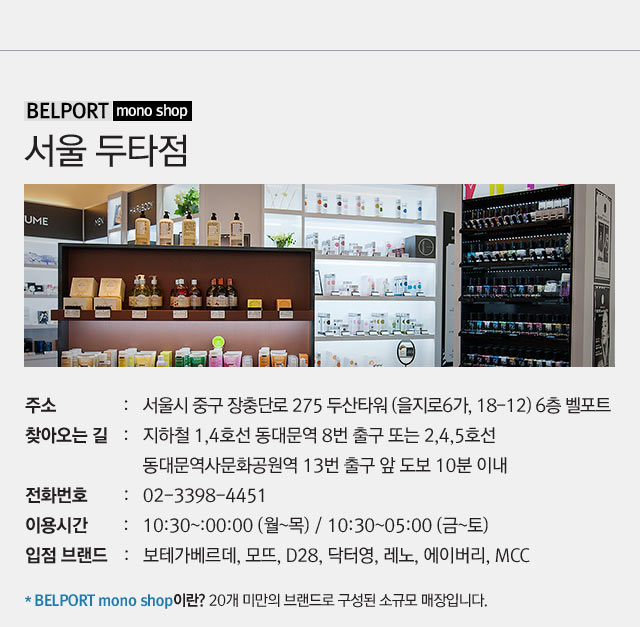 BELPORT mono shop
서울 두타점
주소 : 서울시 중구 장충단로 275 두산타워 (을지로6가, 18-12) 6층 벨포트
찾아오는 길 : 지하철 1,4호선 동대문역 8번 출구 또는 2,4,5호선
동대문역사문화공원역 13번 출구 앞 도보 10분 이내
전화번호 : 02-3398-4451
이용시간 : 10:30~:00:00 (월~목) / 10:30~05:00 (금~토)
입점 브랜드 : 보테가베르데, 모뜨, D28, 닥터영, 레노, 에이버리, MCC
* BELPORT mono shop이란? 20개 미만의 브랜드로 구성된 소규모 매장입니다.